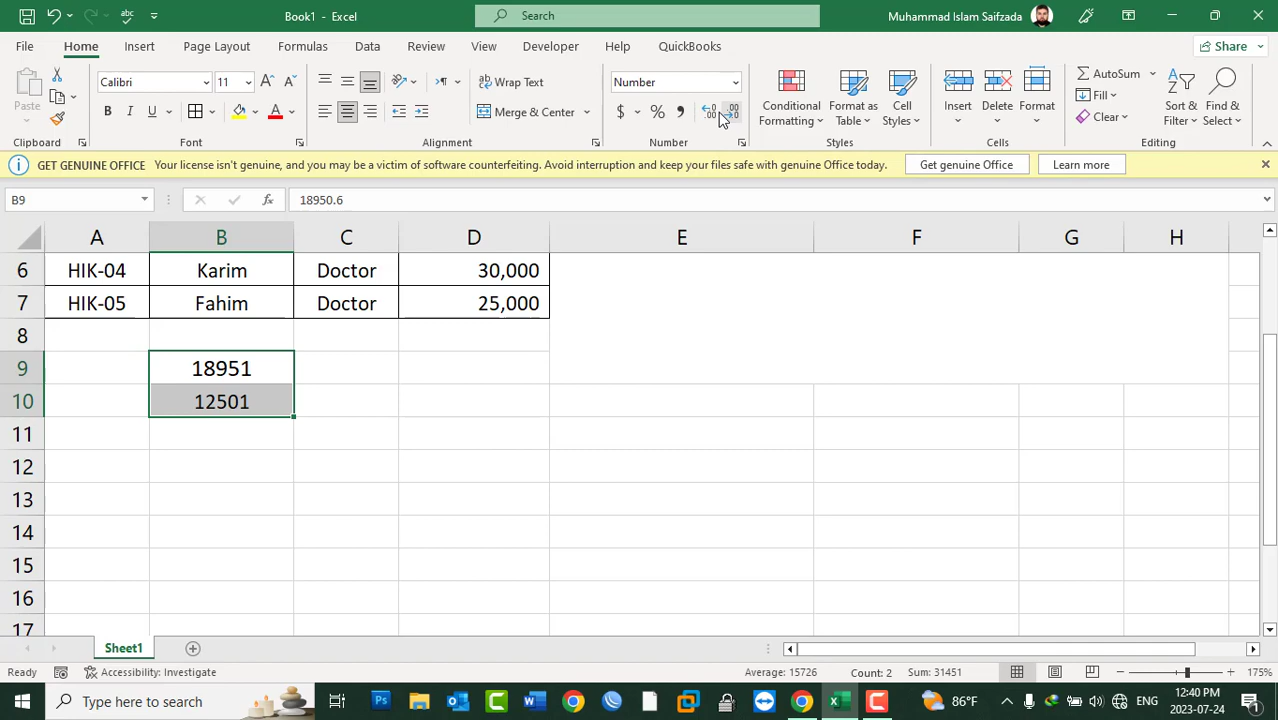 Book1 - Excel
Search
Muhammad Islam Saifzada
File Home Insert Page Layout Formulas Data Review View Developer Help QuickBooks Share
Paste
Calibri 11
B I U
Wrap Text
Merge & Center
Number
$ % ,
Conditional Formatting
Format as Table
Cell Styles
Insert
Delete
Format
AutoSum
Fill
Clear
Sort & Filter
Find & Select
Clipboard Font Alignment Number Styles Cells Editing
GET GENUINE OFFICE Your license isn't genuine, and you may be a victim of software counterfeiting. Avoid interruption and keep your files safe with genuine Office today. Get genuine Office Learn more
B9 fx 18950.6
A B C D E F G H
6 HIK-04 Karim Doctor 30,000
7 HIK-05 Fahim Doctor 25,000
8
9 18951
10 12501
11
12
13
14
15
16
17
Sheet1
Ready Accessibility: Investigate Average: 15726 Count: 2 Sum: 31451 175%
Type here to search
86°F
ENG
12:40 PM
2023-07-24